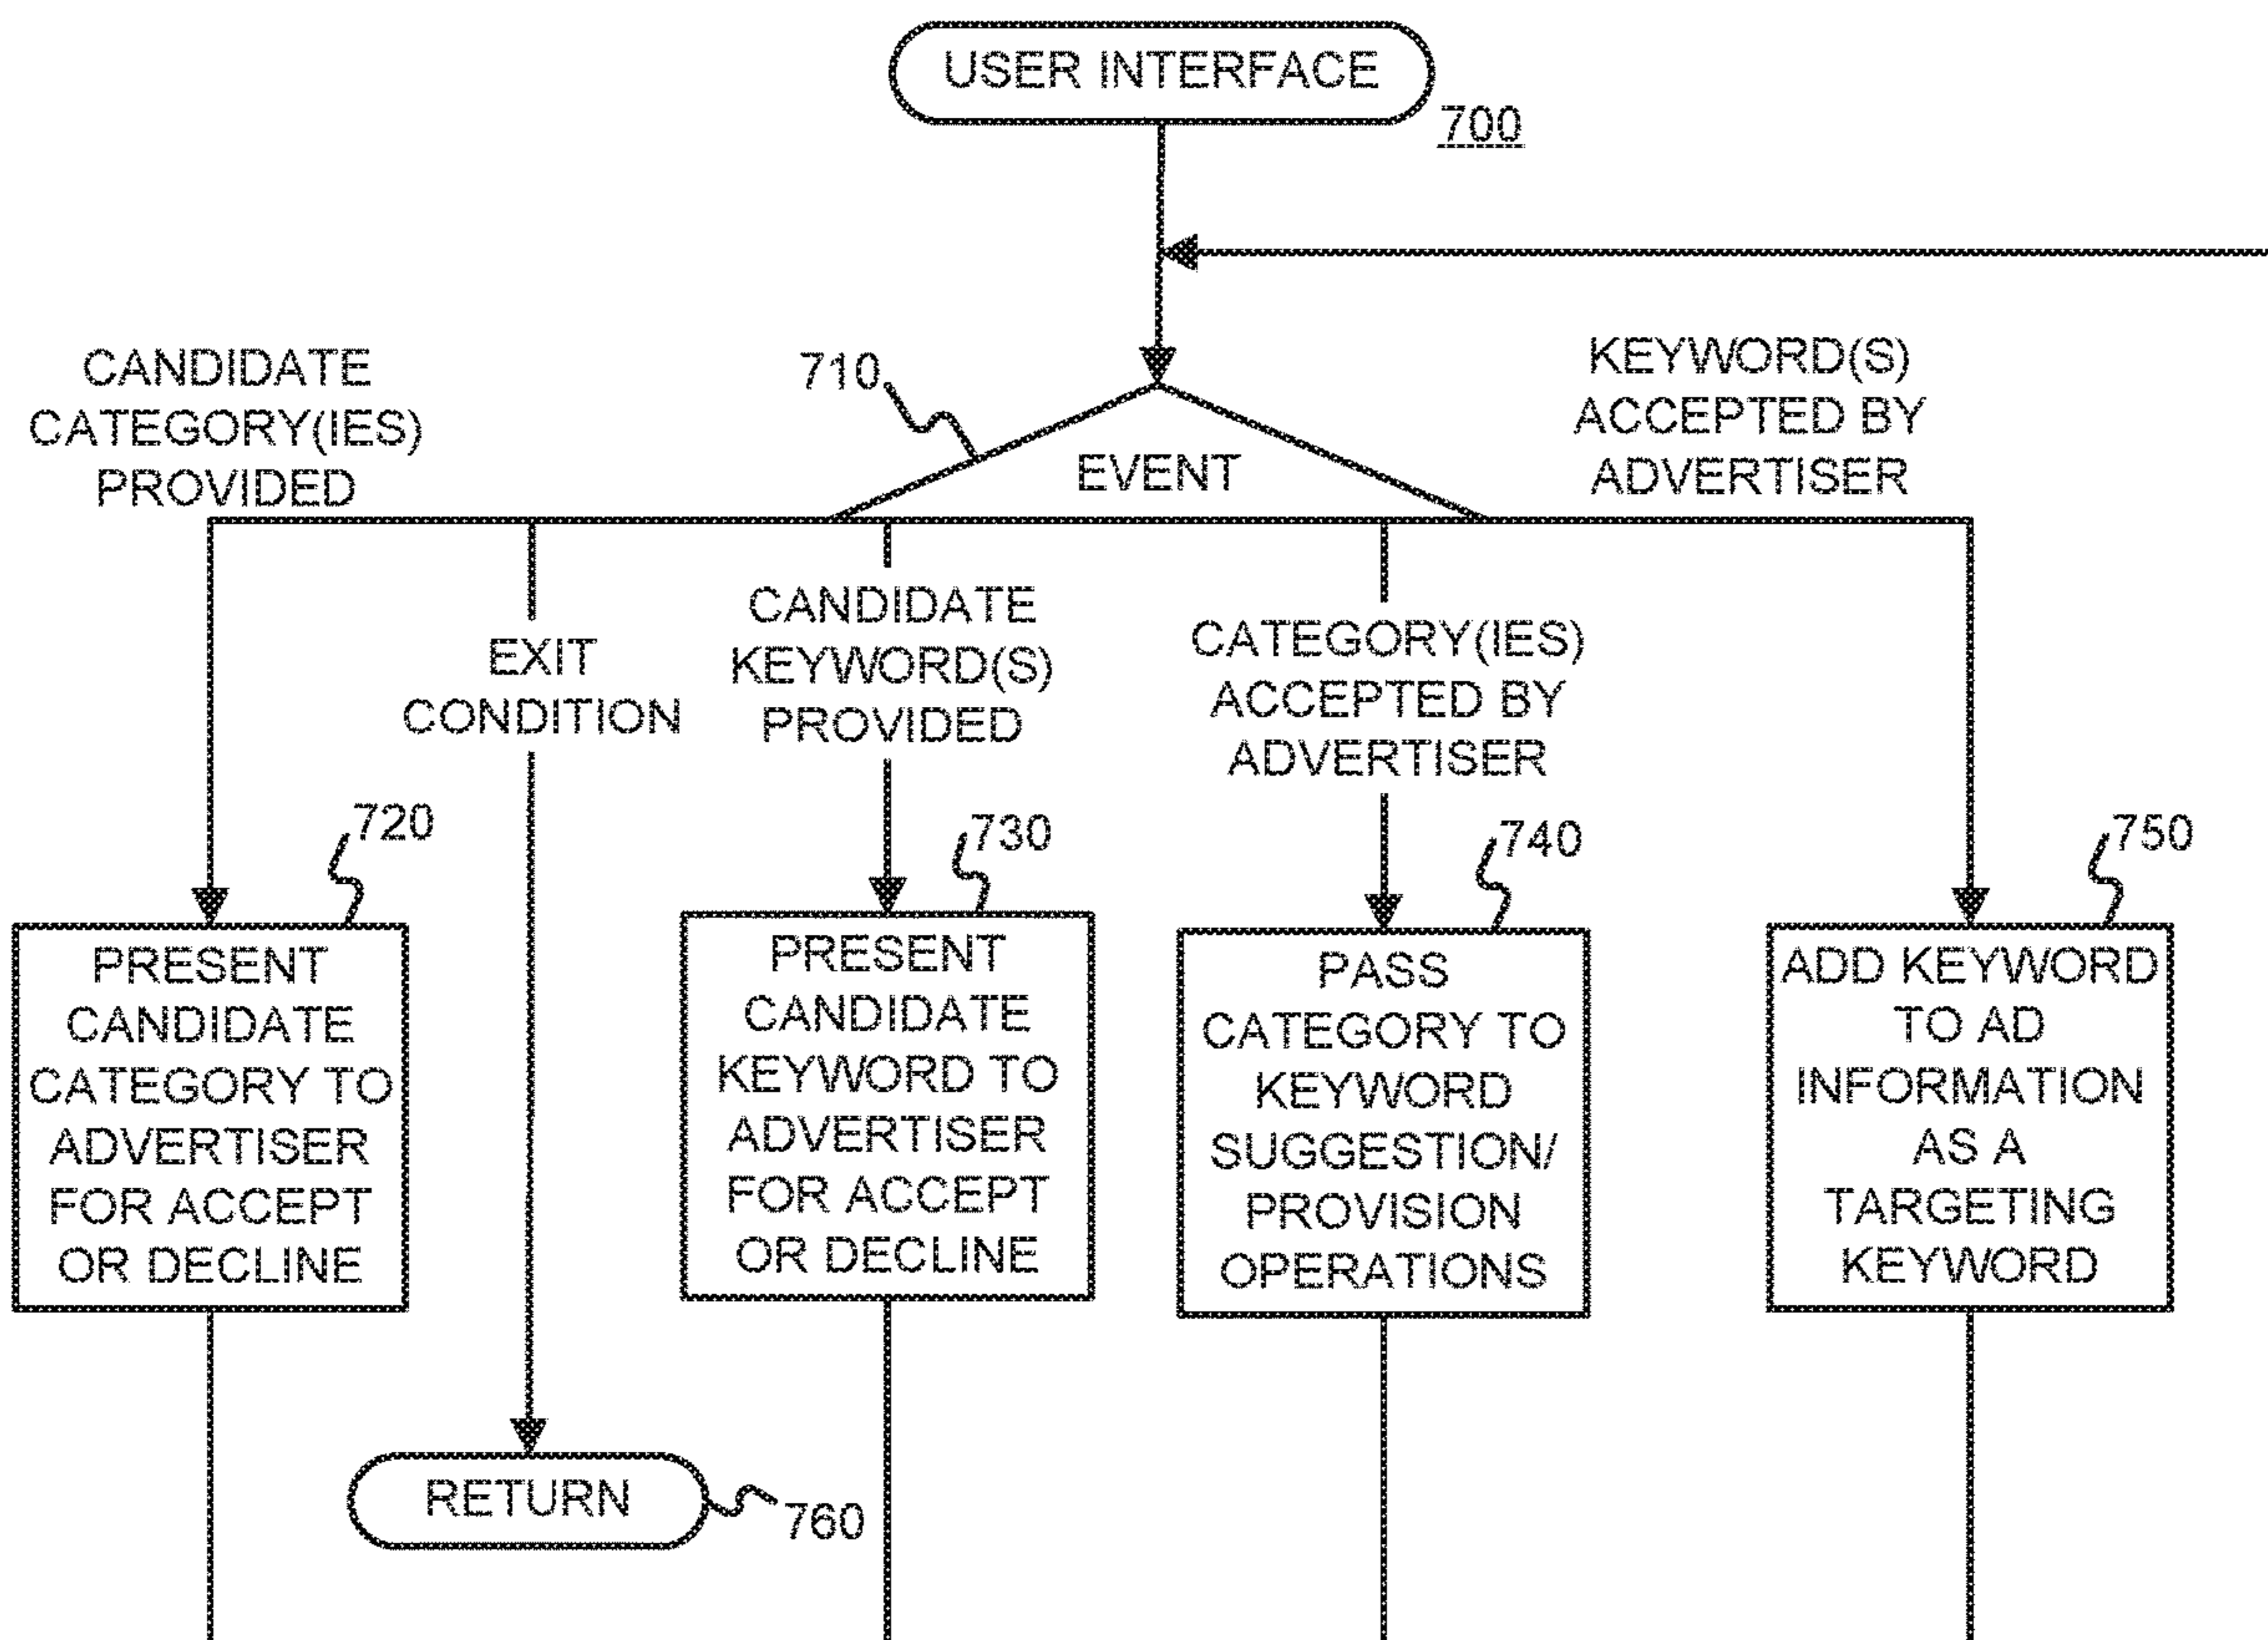 USER INTERFACE
700
CANDIDATE
CATEGORY(IES)
PROVIDED
710
EVENT
KEYWORD(S)
ACCEPTED BY
ADVERTISER
EXIT
CONDITION
CANDIDATE
KEYWORD(S)
PROVIDED
CATEGORY(IES)
ACCEPTED BY
ADVERTISER
720
PRESENT
CANDIDATE
CATEGORY TO
ADVERTISER
FOR ACCEPT
OR DECLINE
730
PRESENT
CANDIDATE
KEYWORD TO
ADVERTISER
FOR ACCEPT
OR DECLINE
740
PASS
CATEGORY TO
KEYWORD
SUGGESTION/
PROVISION
OPERATIONS
750
ADD KEYWORD
TO AD
INFORMATION
AS A
TARGETING
KEYWORD
RETURN
760